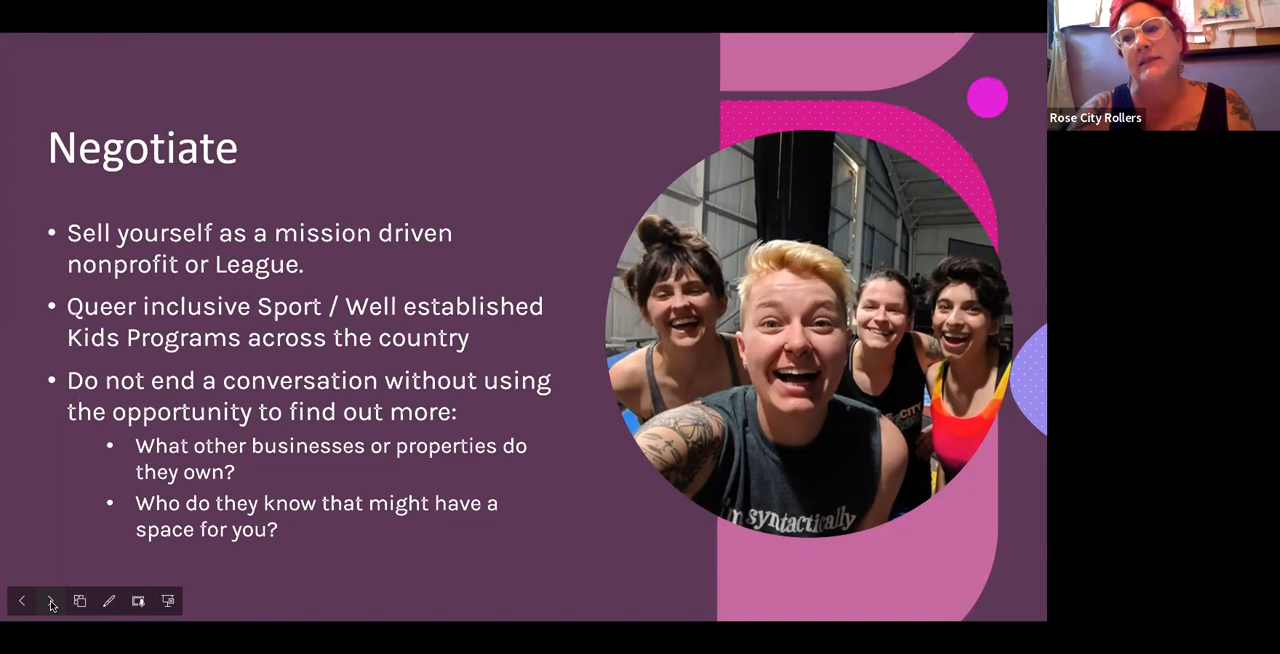 Negotiate
• Sell yourself as a mission driven
nonprofit or League.
• Queer inclusive Sport / Well established
Kids Programs across the country
• Do not end a conversation without using
the opportunity to find out more:
• What other businesses or properties do
they own?
• Who do they know that might have a
space for you?
syntactically
CITY
Rose City Rollers